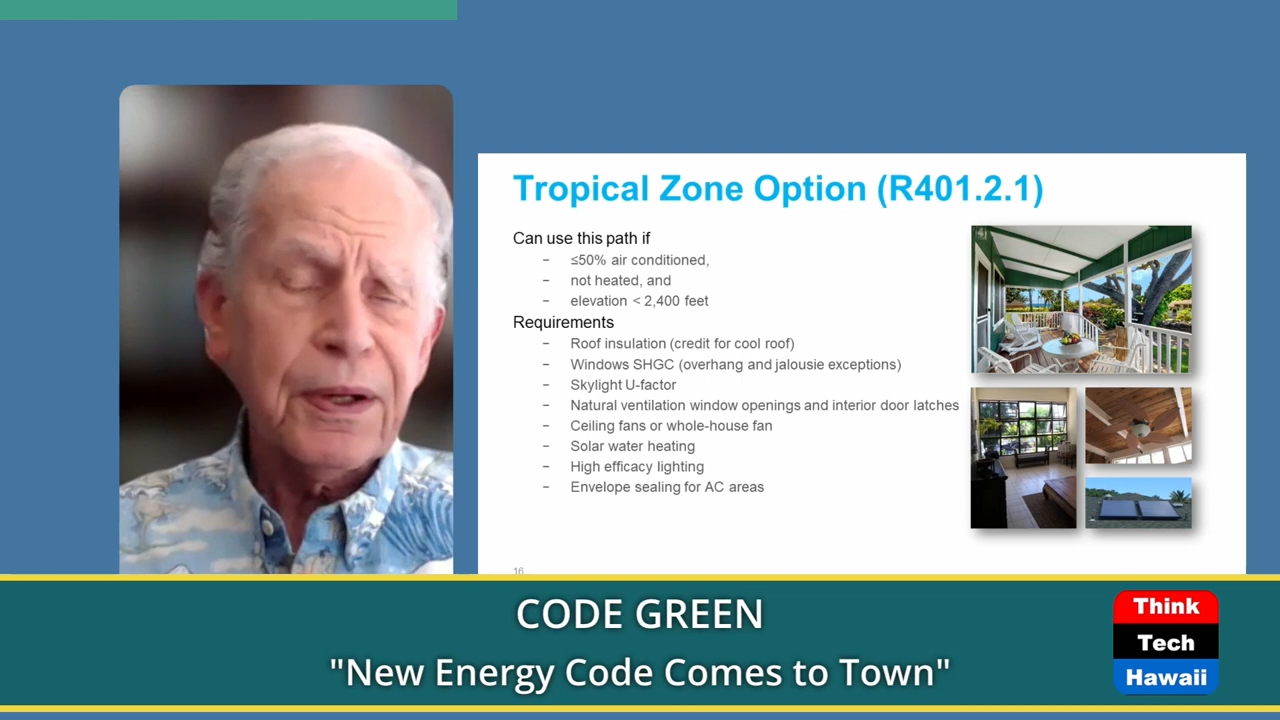 Tropical Zone Option (R401.2.1)
Can use this path if
− ≤50% air conditioned,
− not heated, and
− elevation < 2,400 feet
Requirements
− Roof insulation (credit for cool roof)
− Windows SHGC (overhang and jalousie exceptions)
− Skylight U-factor
− Natural ventilation window openings and interior door latches
− Ceiling fans or whole-house fan
− Solar water heating
− High efficacy lighting
− Envelope sealing for AC areas
16
CODE GREEN
"New Energy Code Comes to Town"
Think
Tech
Hawaii